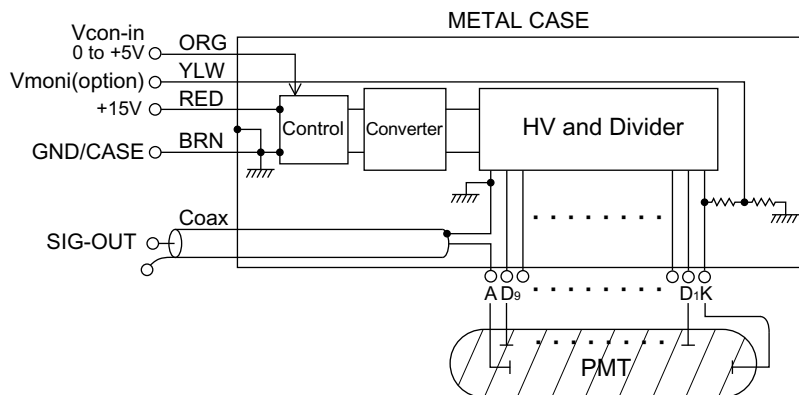 METAL CASE
Vcon-in
0 to +5V
ORG
Vmoni(option)
YLW
+15V
RED
GND/CASE
BRN
Control
Converter
HV and Divider
Coax
SIG-OUT
A D9
D1 K
PMT